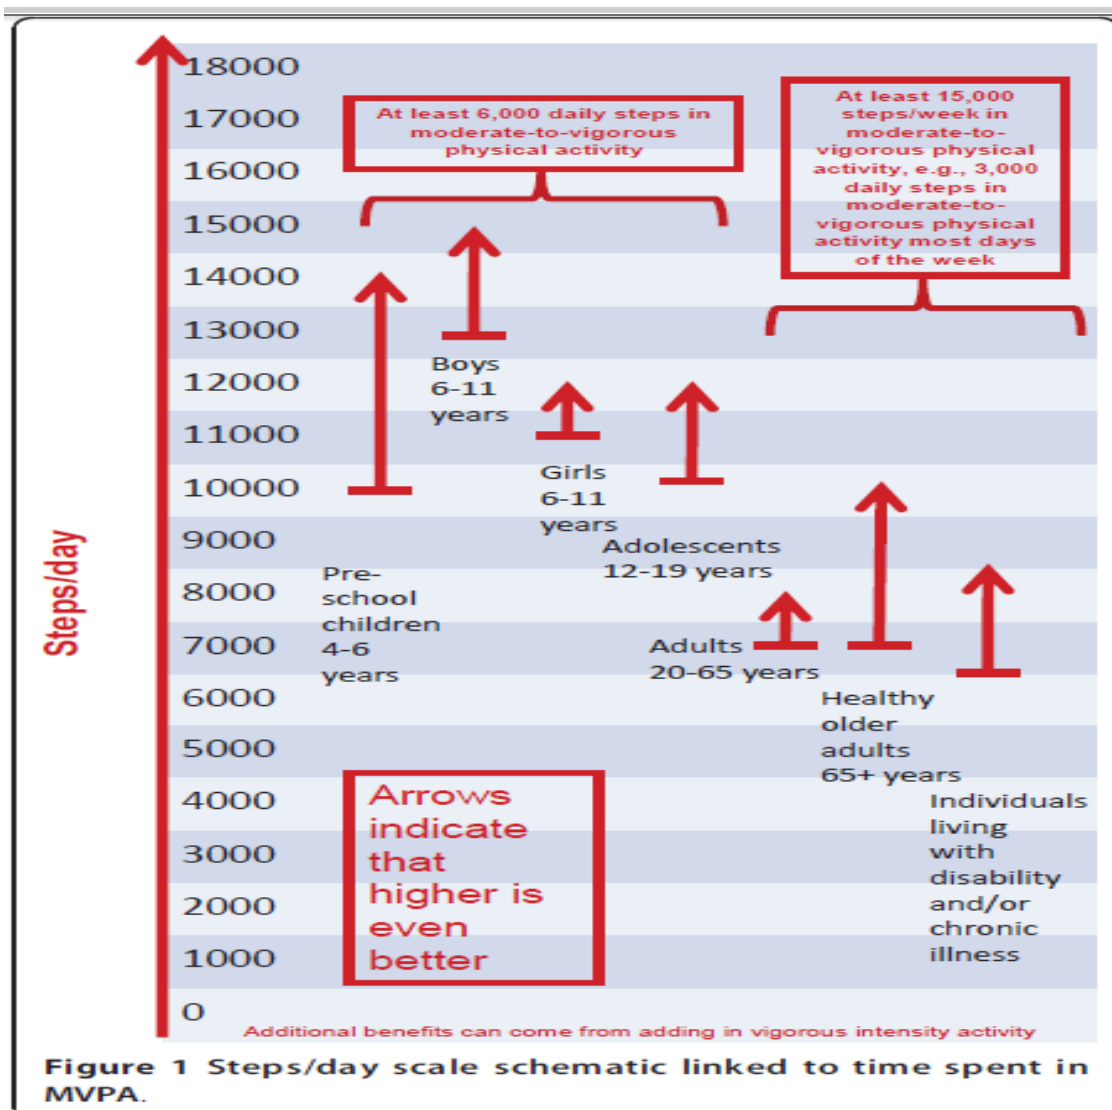 18000
17000
16000
15000
14000
13000
12000
11000
10000
9000
8000
7000
6000
5000
4000
3000
2000
1000
0
Steps/day
At least 6,000 daily steps in
moderate-to-vigorous
physical activity
At least 15,000
steps/week in
moderate-to-
vigorous physical
activity, e.g., 3,000
daily steps in
moderate-to-
vigorous physical
activity most days
of the week
Pre-
school
children
4-6
years
Boys
6-11
years
Girls
6-11
years
Adolescents
12-19 years
Adults
20-65 years
Healthy
older
adults
65+ years
Individuals
living
with
disability
and/or
chronic
illness
Arrows
indicate
that
higher is
even
better
Additional benefits can come from adding in vigorous intensity activity
Figure 1 Steps/day scale schematic linked to time spent in
MVPA.